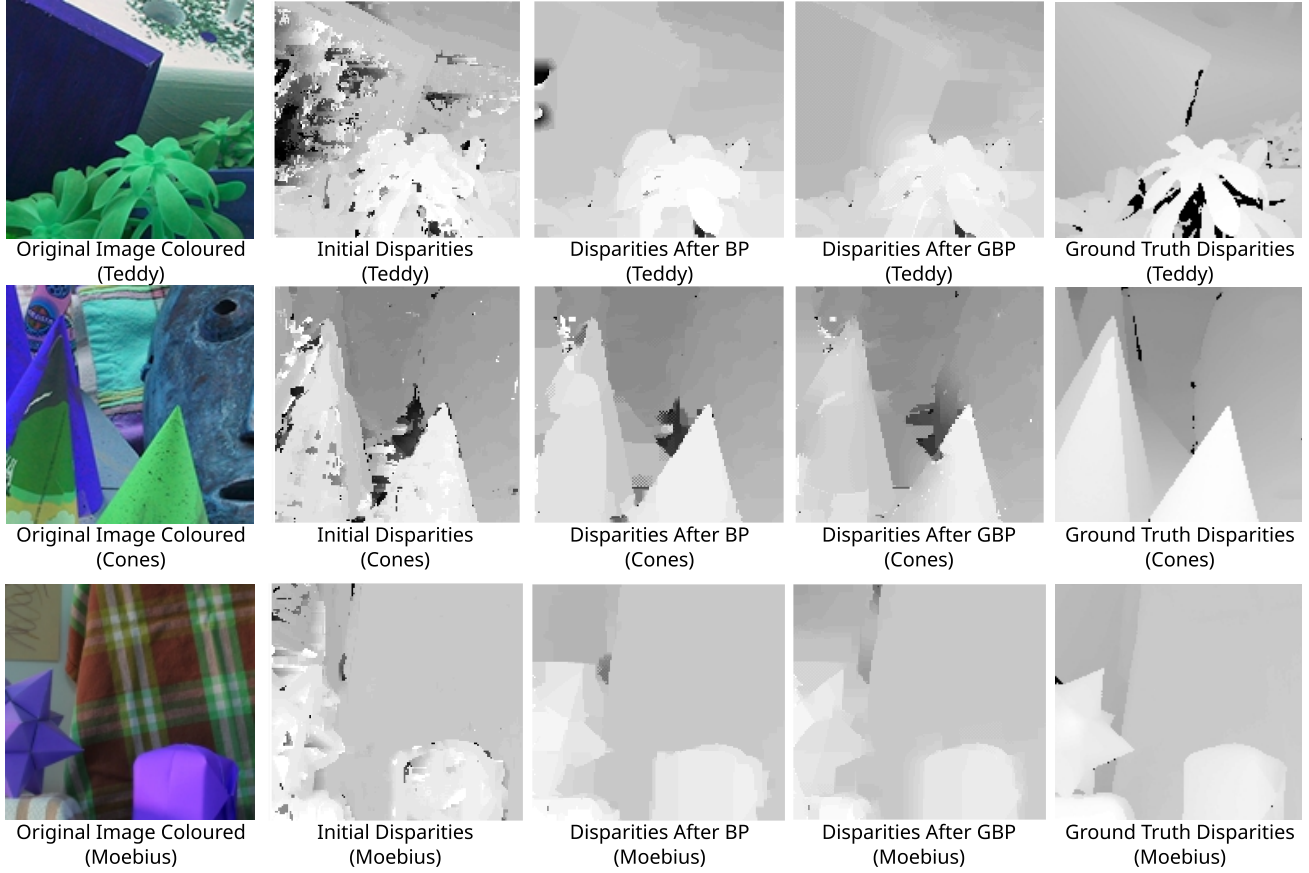 Original Image Coloured
(Teddy)
Initial Disparities
(Teddy)
Disparities After BP
(Teddy)
Disparities After GBP
(Teddy)
Ground Truth Disparities
(Teddy)
Original Image Coloured
(Cones)
Initial Disparities
(Cones)
Disparities After BP
(Cones)
Disparities After GBP
(Cones)
Ground Truth Disparities
(Cones)
Original Image Coloured
(Moebius)
Initial Disparities
(Moebius)
Disparities After BP
(Moebius)
Disparities After GBP
(Moebius)
Ground Truth Disparities
(Moebius)